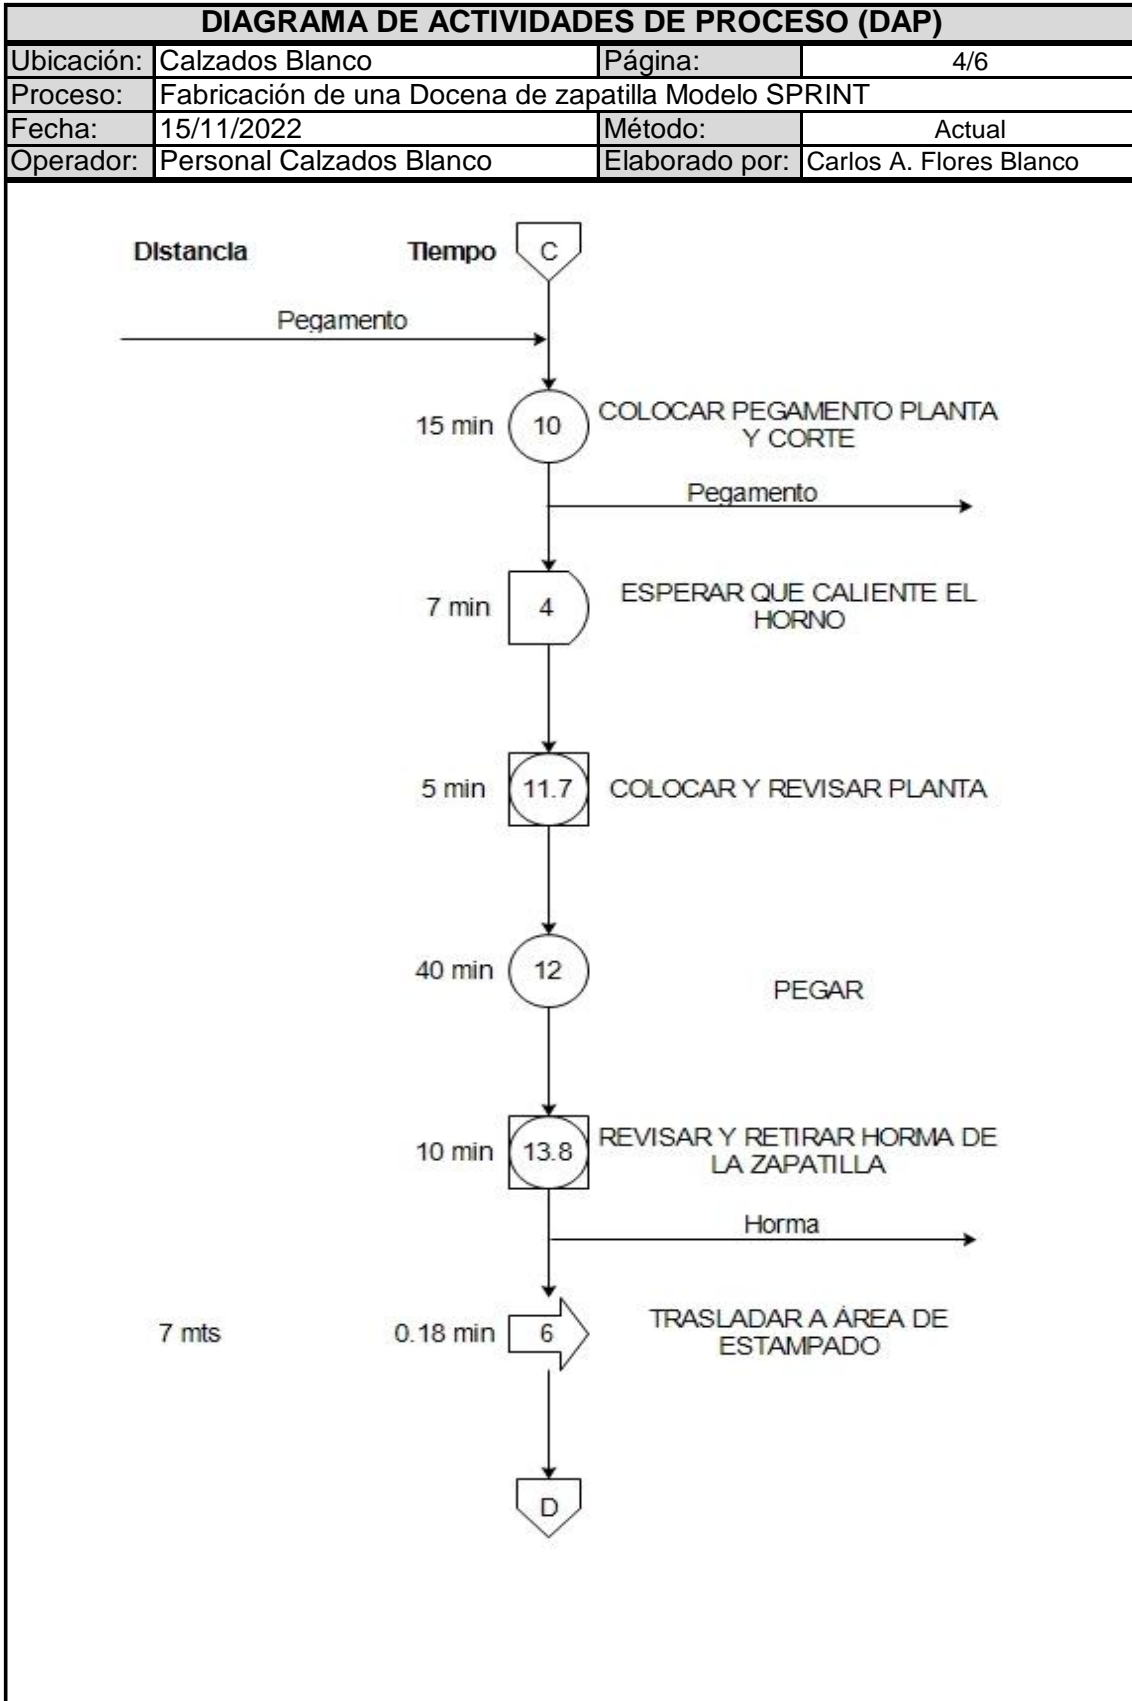 DIAGRAMA DE ACTIVIDADES DE PROCESO (DAP)
Ubicación: Calzados Blanco Página: 4/6
Proceso: Fabricación de una Docena de zapatilla Modelo SPRINT
Fecha: 15/11/2022 Método: Actual
Operador: Personal Calzados Blanco Elaborado por: Carlos A. Flores Blanco
Distancia Tiempo C
Pegamento
15 min 10 COLOCAR PEGAMENTO PLANTA
Y CORTE
Pegamento
7 min 4 ESPERAR QUE CALIENTE EL
HORNO
5 min 11.7 COLOCAR Y REVISAR PLANTA
40 min 12 PEGAR
10 min 13.8 REVISAR Y RETIRAR HORMA DE
LA ZAPATILLA
Horma
7 mts 0.18 min 6 TRASLADAR A ÁREA DE
ESTAMPADO
D